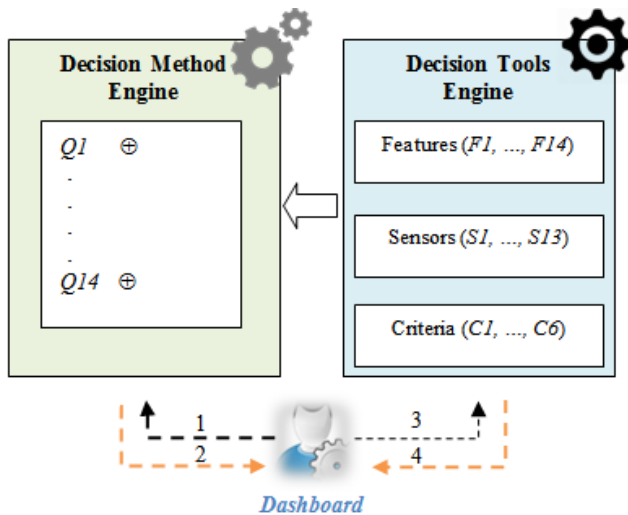 Decision Method
Engine
Q1 ⊕
.
.
.
.
Q14 ⊕
Decision Tools
Engine
Features (F1, ..., F14)
Sensors (S1, ..., S13)
Criteria (C1, ..., C6)
1
2
3
4
Dashboard